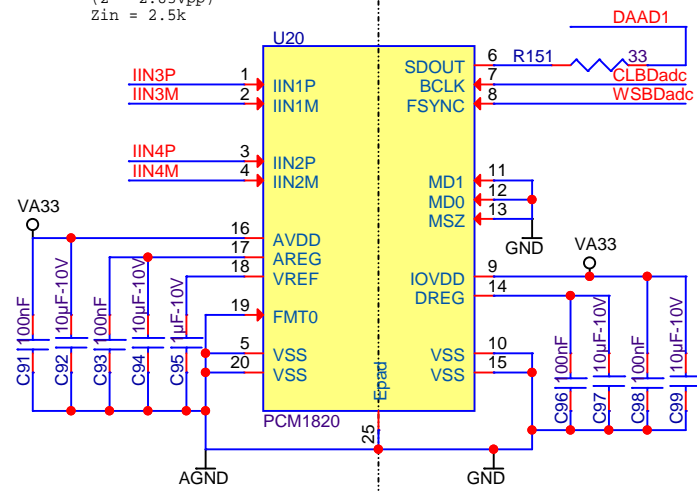 Zin = 2.5k
DAAD1
U20
6 R151 33
SDOUT
IIN3P 1 IIN1P
7 CLBDadc
BCLK
IIN3M 2 IIN1M
8 WSBDadc
FSYNC
IIN4P 3 IIN2P
IIN4M 4 IIN2M
MD1 11
MD0 12
MSZ 13
GND
VA33
16 AVDD
17 AREG
18 VREF
VA33
IOVDD 9
DREG 14
19 FMT0
5 VSS
20 VSS
VSS 10
VSS 15
C91 100nF
C92 10µF-10V
C93 100nF
C94 10µF-10V
C95 1µF-10V
C96 100nF
C97 10µF-10V
C98 100nF
C99 10µF-10V
Epad
PCM1820
25
AGND
GND